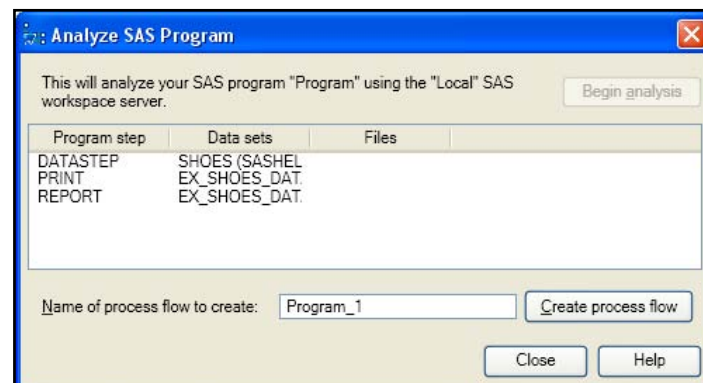 : Analyze SAS Program
This will analyze your SAS program "Program" using the "Local" SAS
workspace server.
Begin analysis
Program step Data sets Files
DATASTEP SHOES (SASHEL
PRINT EX_SHOES_DAT.
REPORT EX_SHOES_DAT.
Name of process flow to create: Program_1 Create process flow
Close Help